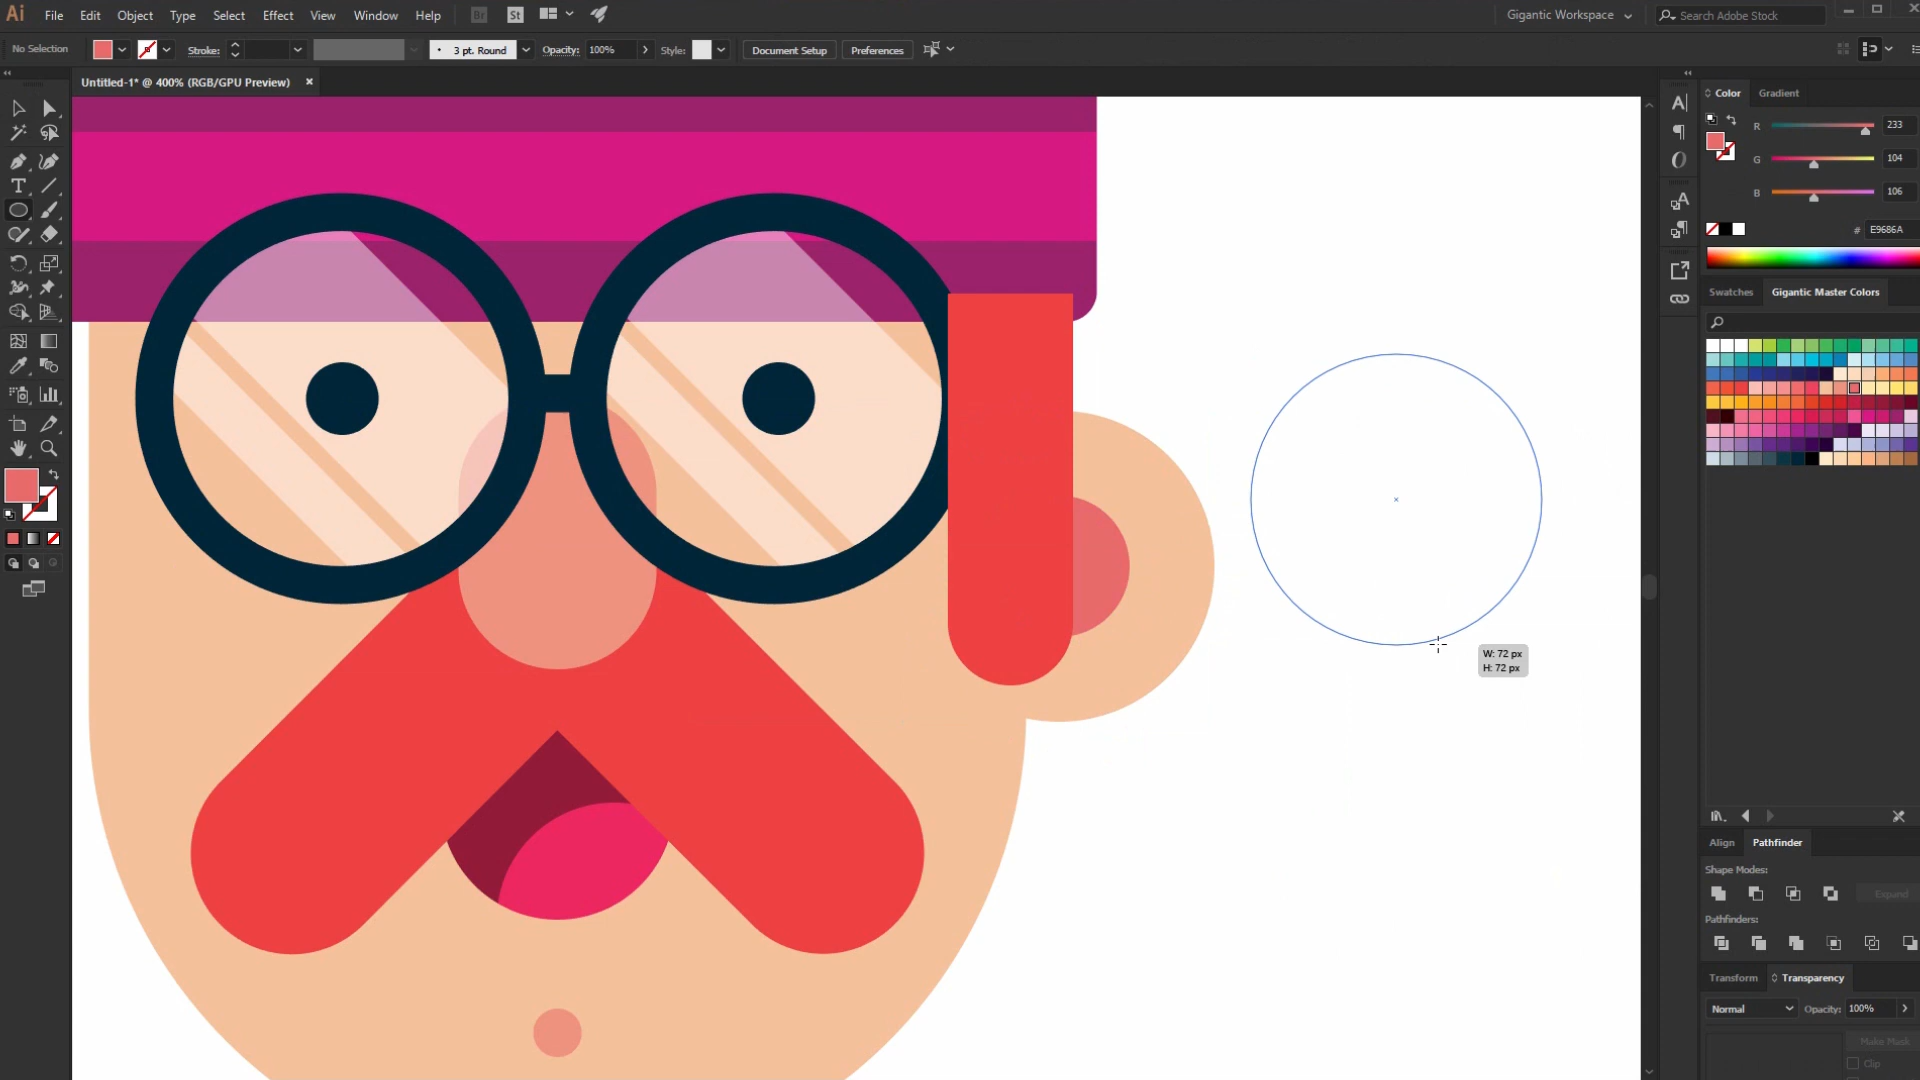 Ai File Edit Object Type Select Effect View Window Help Br St Gigantic Workspace Search Adobe Stock
No Selection Stroke: 3 pt. Round Opacity: 100% Style: Document Setup Preferences
Untitled-1* @ 400% (RGB/GPU Preview)
Color Gradient
R 233
G 104
B 106
# E9686A
Swatches Gigantic Master Colors
W: 72 px
H: 72 px
Align Pathfinder
Shape Modes:
Expand
Pathfinders:
Transform Transparency
Normal Opacity: 100%
Make Mask
Clip